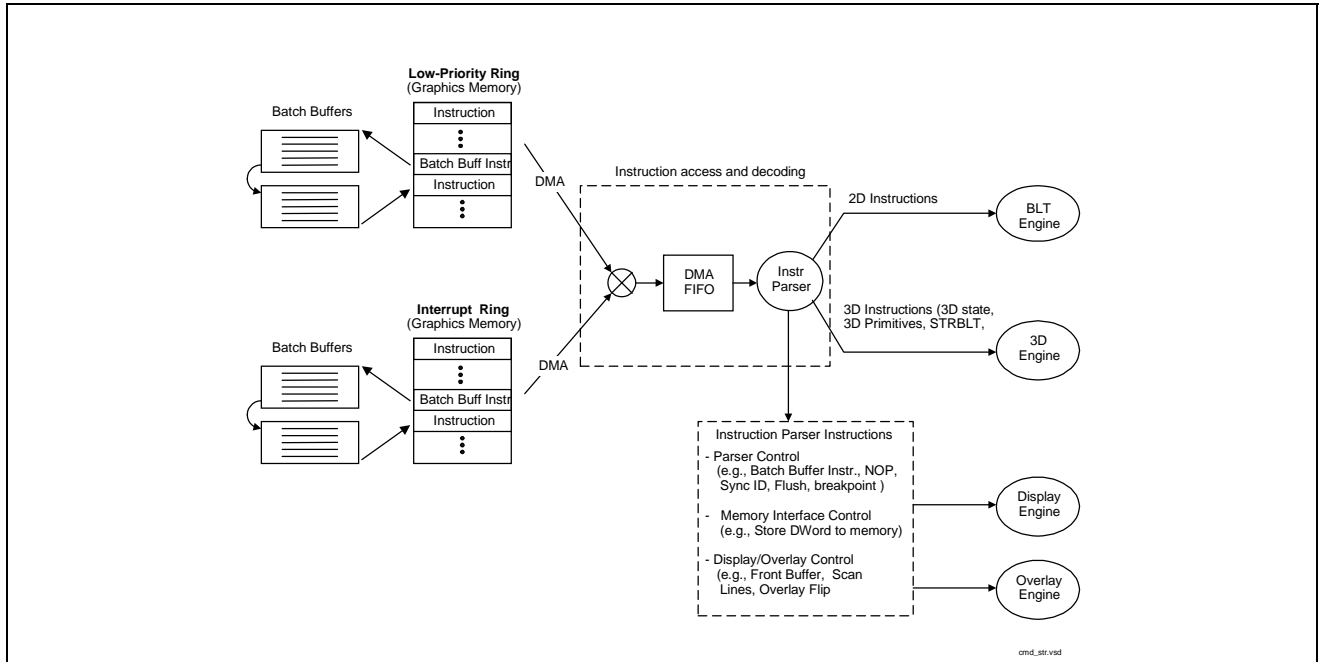 Low-Priority Ring
(Graphics Memory)
Batch Buffers
Instruction
Batch Buff Instr
Instruction
DMA
Interrupt Ring
(Graphics Memory)
Batch Buffers
Instruction
Batch Buff Instr
Instruction
DMA
Instruction access and decoding
DMA
FIFO
Instr
Parser
2D Instructions
BLT
Engine
3D Instructions (3D state,
3D Primitives, STRBLT,
3D
Engine
Instruction Parser Instructions
- Parser Control
(e.g., Batch Buffer Instr., NOP,
Sync ID, Flush, breakpoint )
- Memory Interface Control
(e.g., Store DWord to memory)
- Display/Overlay Control
(e.g., Front Buffer, Scan
Lines, Overlay Flip
Display
Engine
Overlay
Engine
cmd_str.vsd